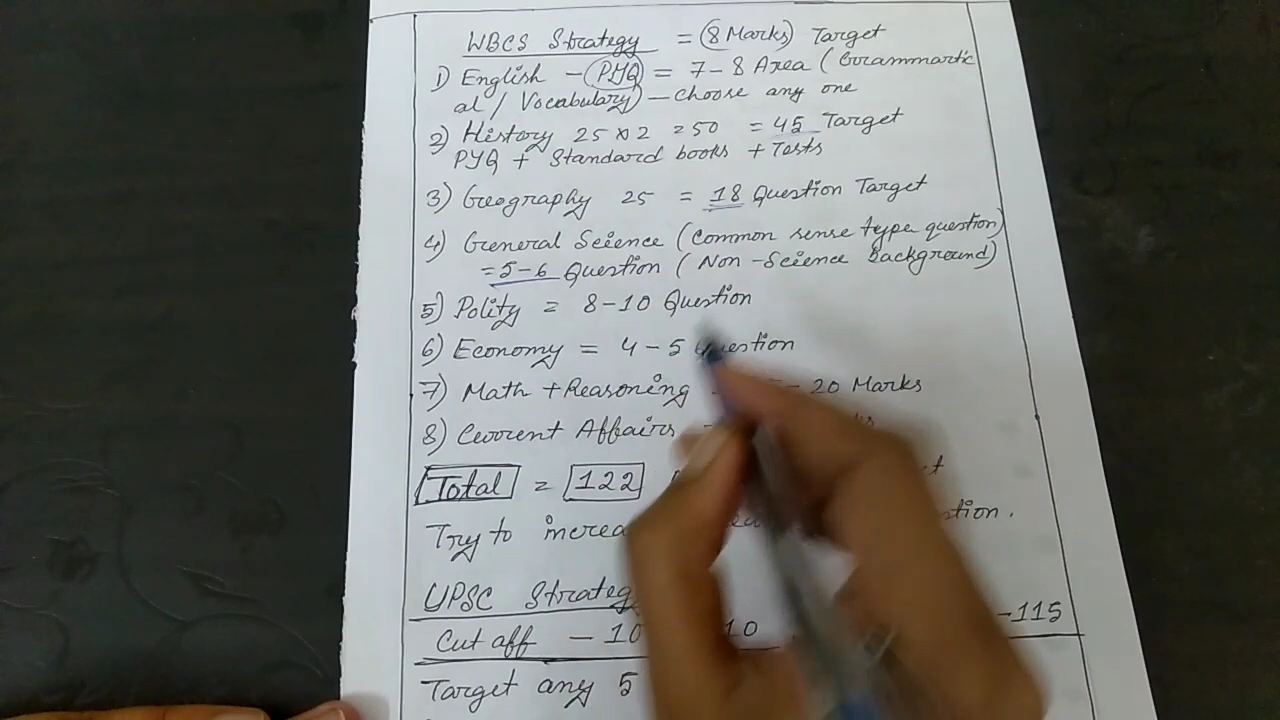 WBCS Strategy = (8 Marks) Target
1) English - PYQ = 7-8 Area (Grammartic
al / Vocabulary) - choose any one
2) History 25 x 2 = 50 = 45 Target
PYQ + Standard books + Tests
3) Geography 25 = 18 Question Target
4) General Science (Common sense type question)
= 5-6 Question (Non-Science background)
5) Polity = 8-10 Question
6) Economy = 4-5 Question
7) Math + Reasoning 20 Marks
8) Current Affairs
Total = 122
Try to
UPSC Strategy
Cut off - 10 10 -115
Target any 5